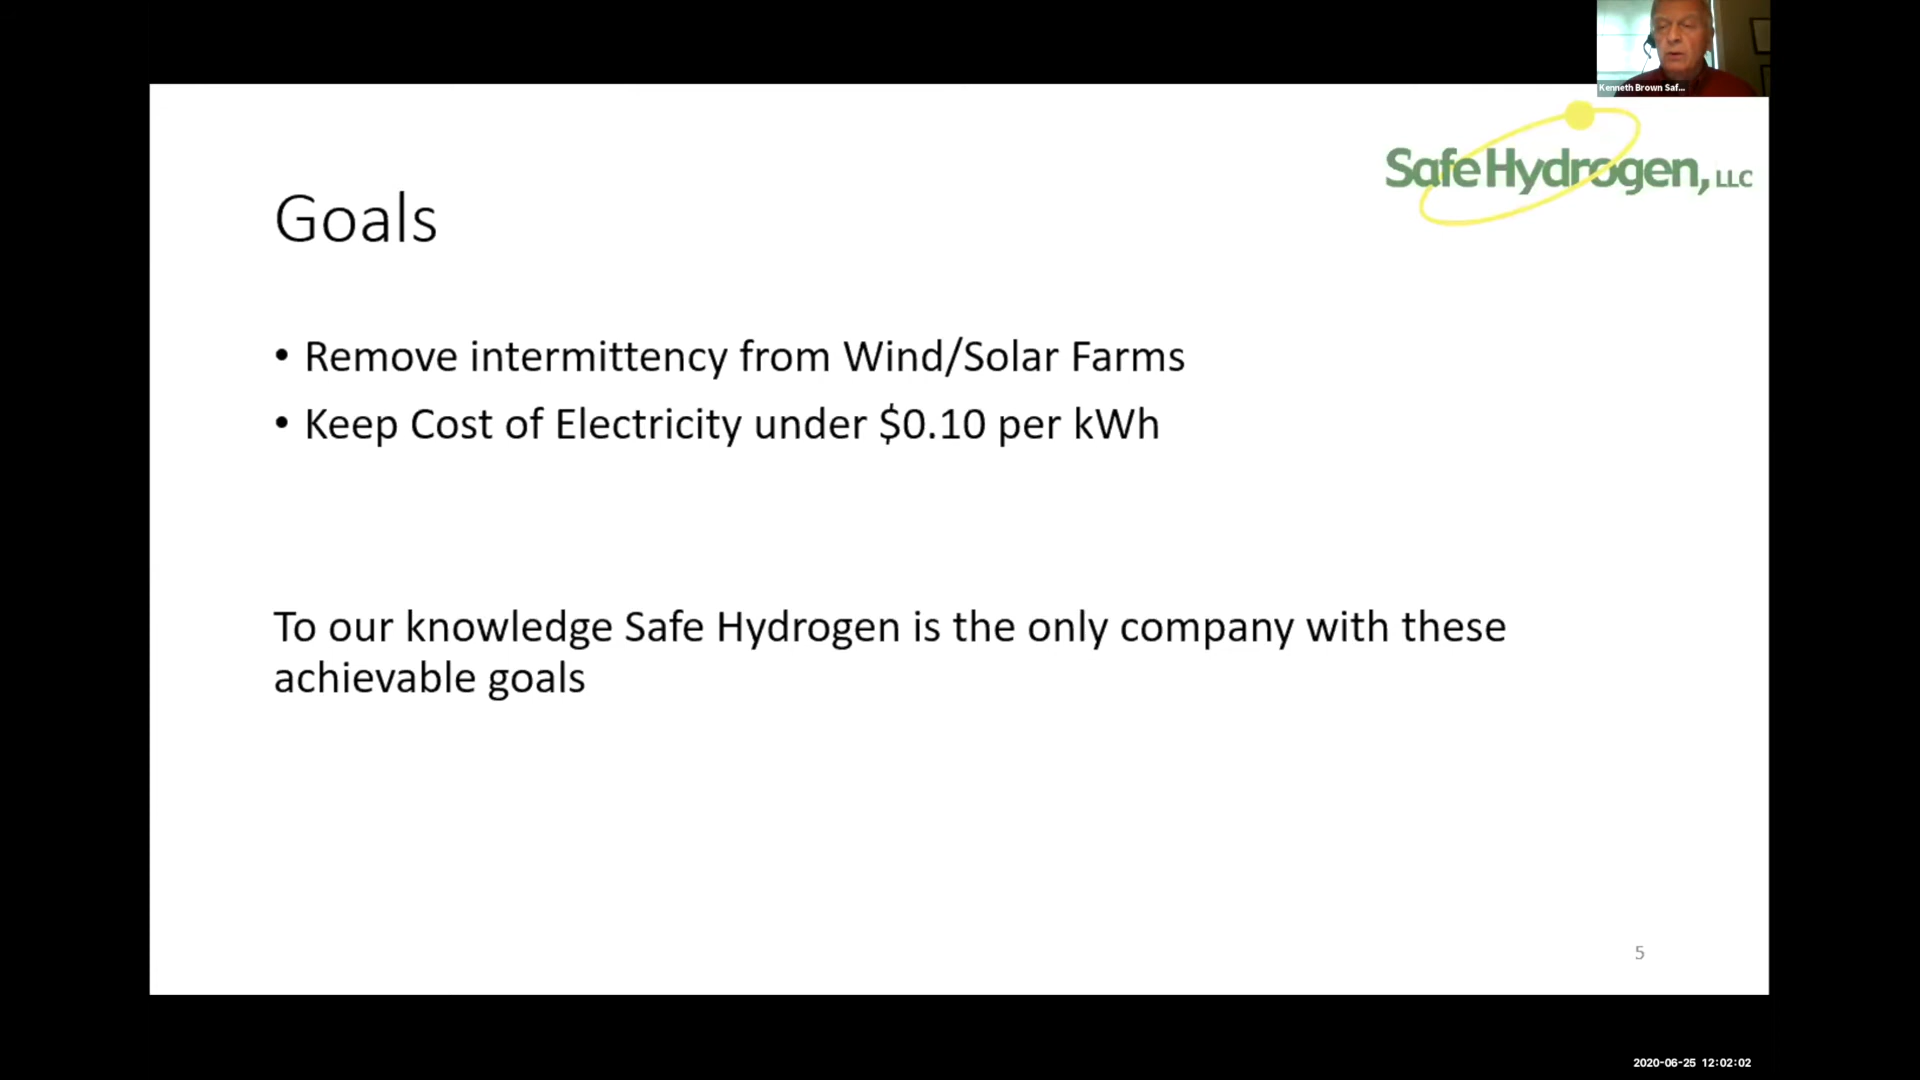 Kenneth Brown Saf...
SafeHydrogen, LLC
Goals
• Remove intermittency from Wind/Solar Farms
• Keep Cost of Electricity under $0.10 per kWh
To our knowledge Safe Hydrogen is the only company with these
achievable goals
5
2020-06-25 12:02:02